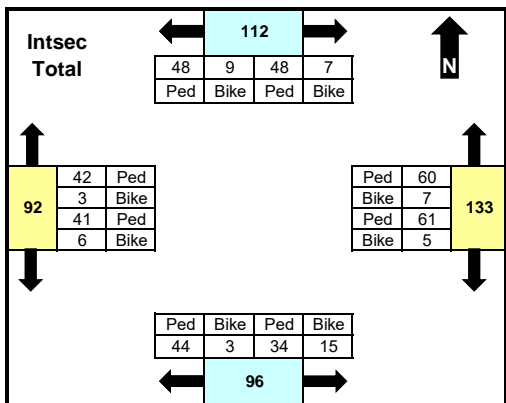 Intsec
Total
112
N
48 9 48 7
Ped Bike Ped Bike
92
42 Ped
3 Bike
41 Ped
6 Bike
Ped 60
Bike 7
Ped 61
Bike 5
133
Ped Bike Ped Bike
44 3 34 15
96